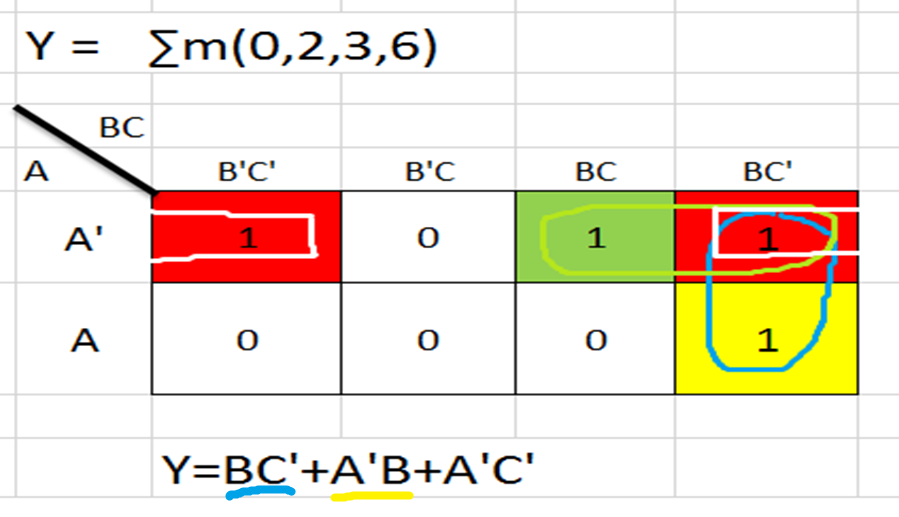 Y = ∑m(0,2,3,6)
BC
A B'C' B'C BC BC'
A' 1 0 1 1
A 0 0 0 1
Y=BC'+A'B+A'C'